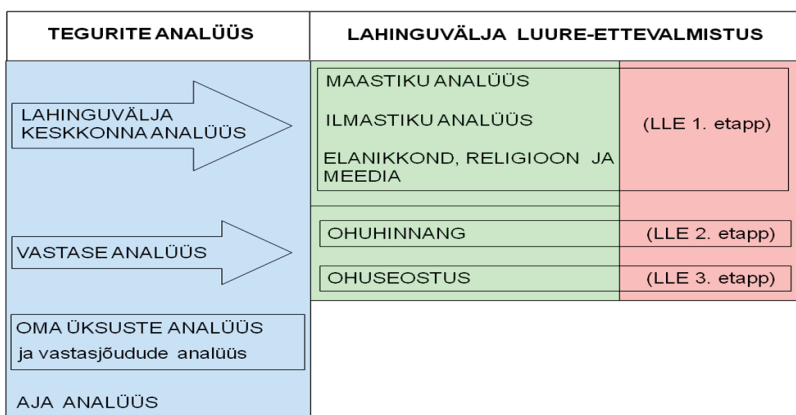 TEGURITE ANALÜÜS
LAHINGUVÄLJA LUURE-ETTEVALMISTUS
LAHINGUVÄLJA
KESKKONNA ANALÜÜS
MAASTIKU ANALÜÜS
ILMASTIKU ANALÜÜS
ELANIKKOND, RELIGIOON JA
MEEDIA
(LLE 1. etapp)
VASTASE ANALÜÜS
OHUHINNANG
(LLE 2. etapp)
OHUSEOSTUS
(LLE 3. etapp)
OMA ÜKSUSTE ANALÜÜS
ja vastasjõudude analüüs
AJA ANALÜÜS